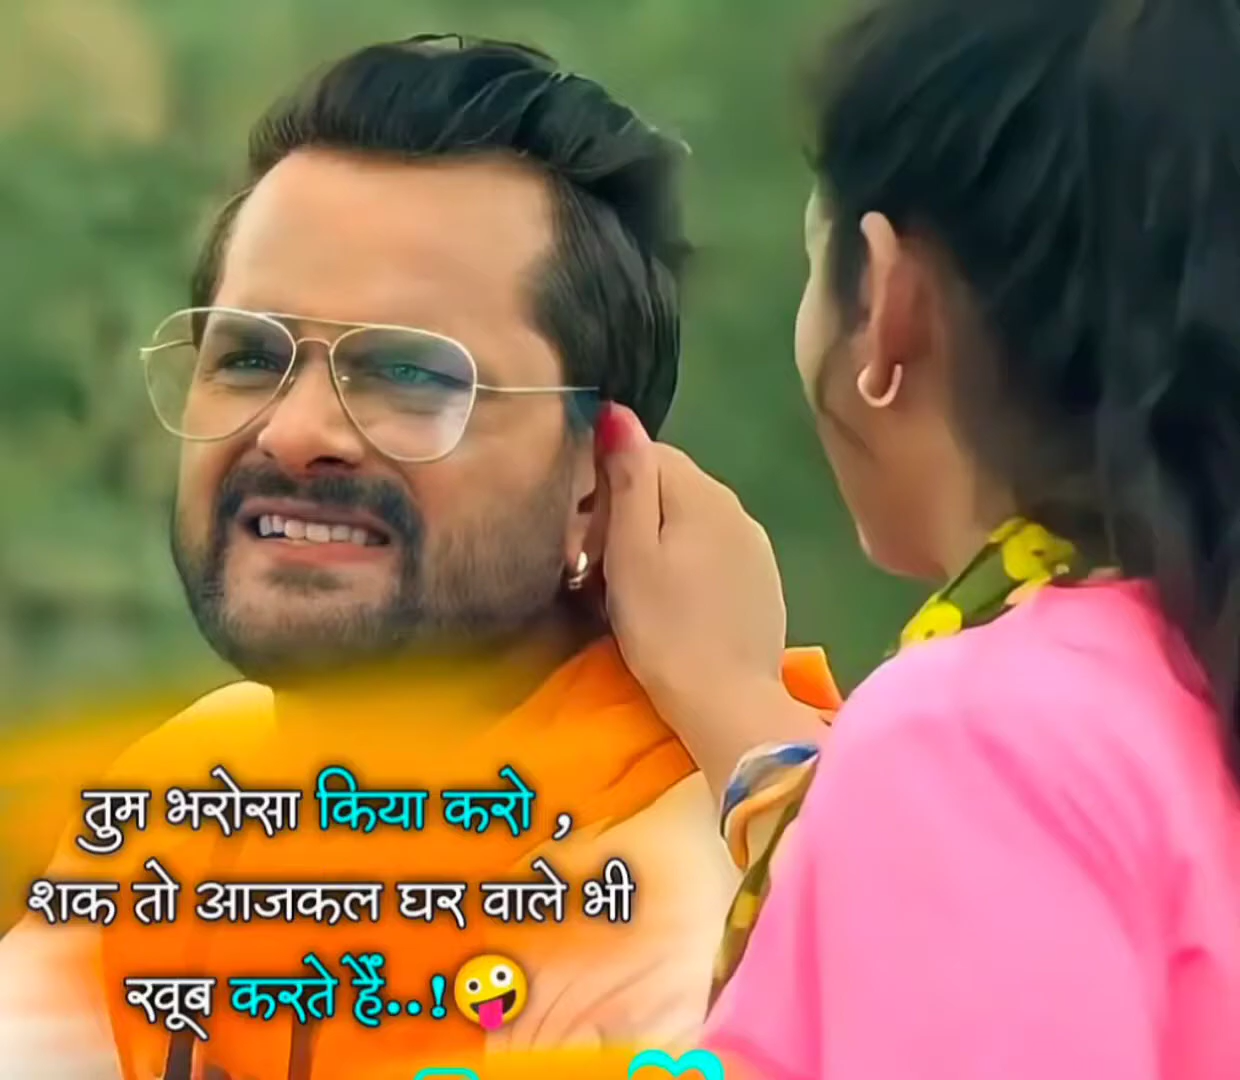 तुम भरोसा किया करो ,
शक तो आजकल घर वाले भी
खूब करते हैं..!🤪